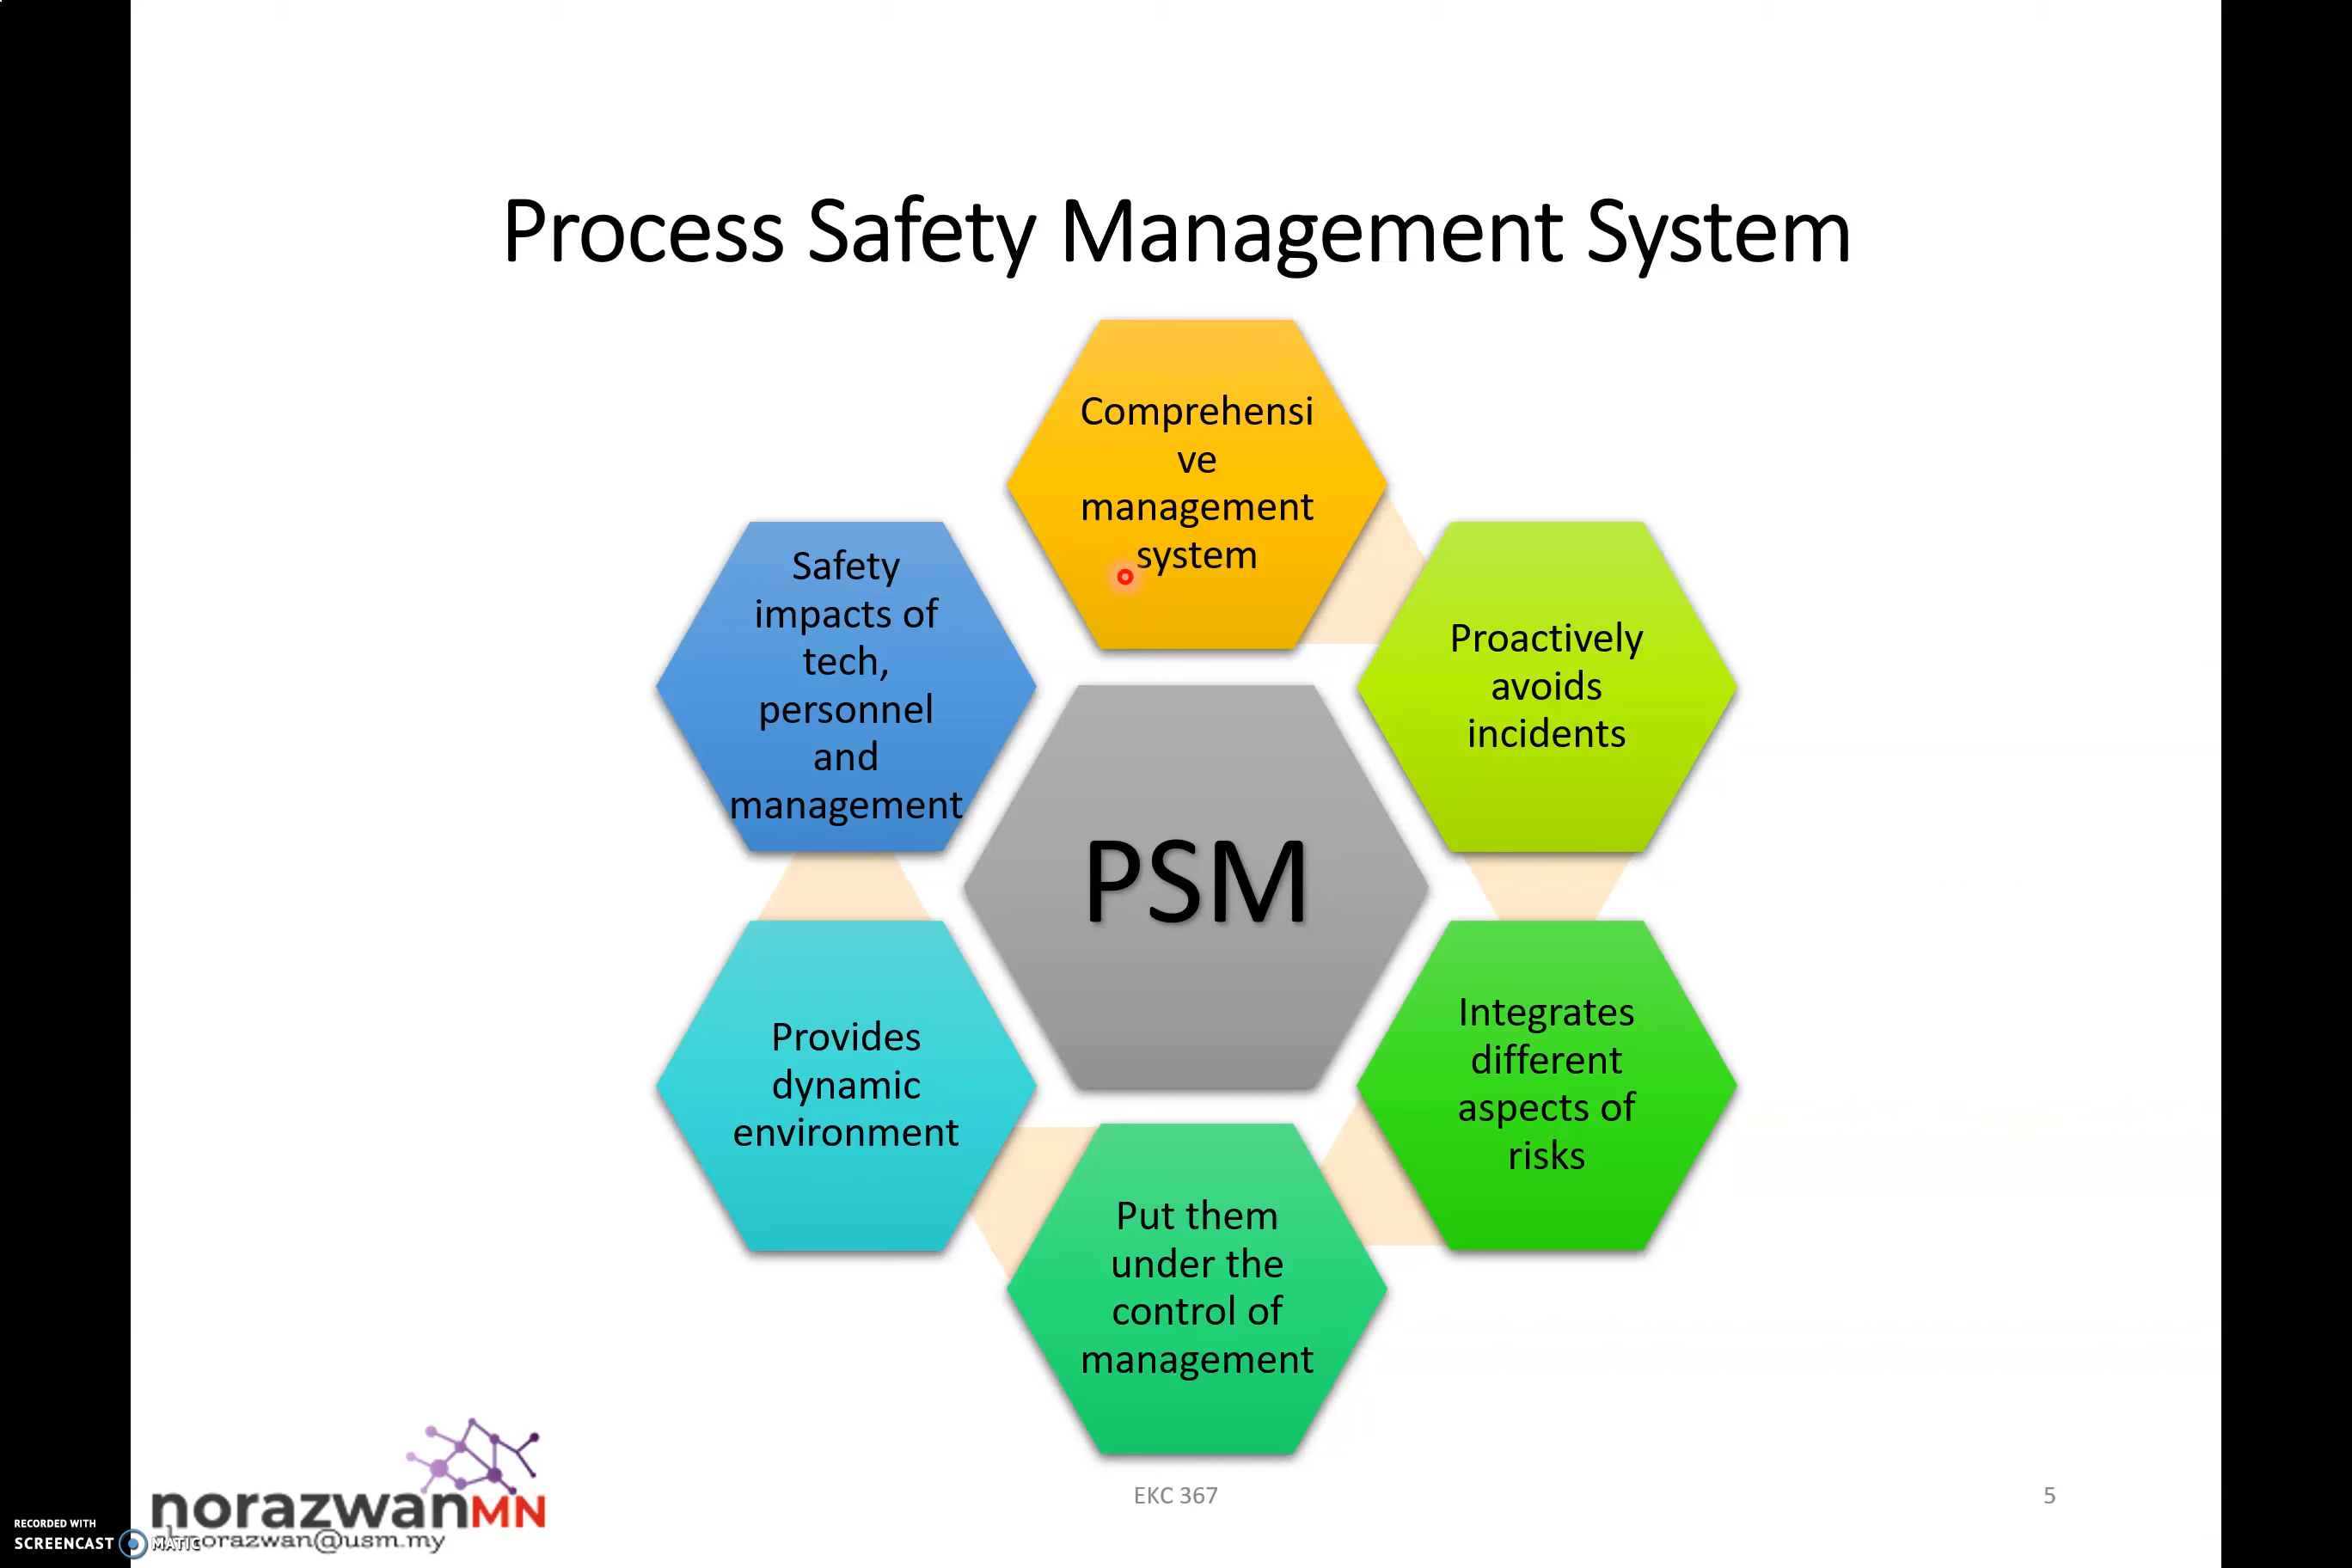 Process Safety Management System
Comprehensi
ve
management
system
Proactively
avoids
incidents
Integrates
different
aspects of
risks
Put them
under the
control of
management
Provides
dynamic
environment
Safety
impacts of
tech,
personnel
and
management
PSM
norazwanMN
norazwan@usm.my
RECORDED WITH
SCREENCAST MATIC
EKC 367
5